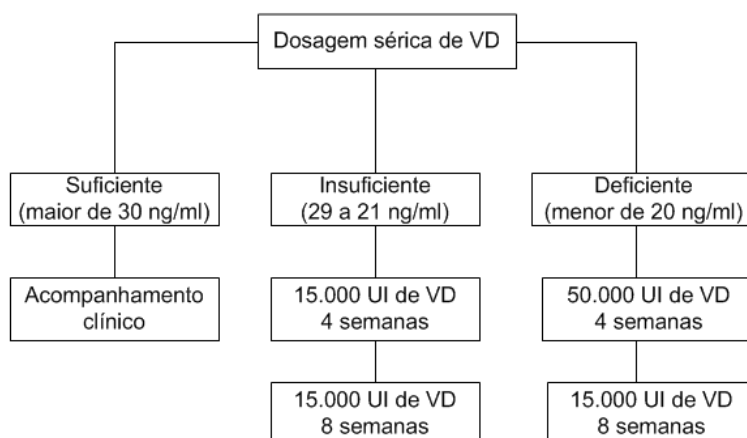 Dosagem sérica de VD
Suficiente
(maior de 30 ng/ml)
Insuficiente
(29 a 21 ng/ml)
Deficiente
(menor de 20 ng/ml)
Acompanhamento
clínico
15.000 UI de VD
4 semanas
50.000 UI de VD
4 semanas
15.000 UI de VD
8 semanas
15.000 UI de VD
8 semanas